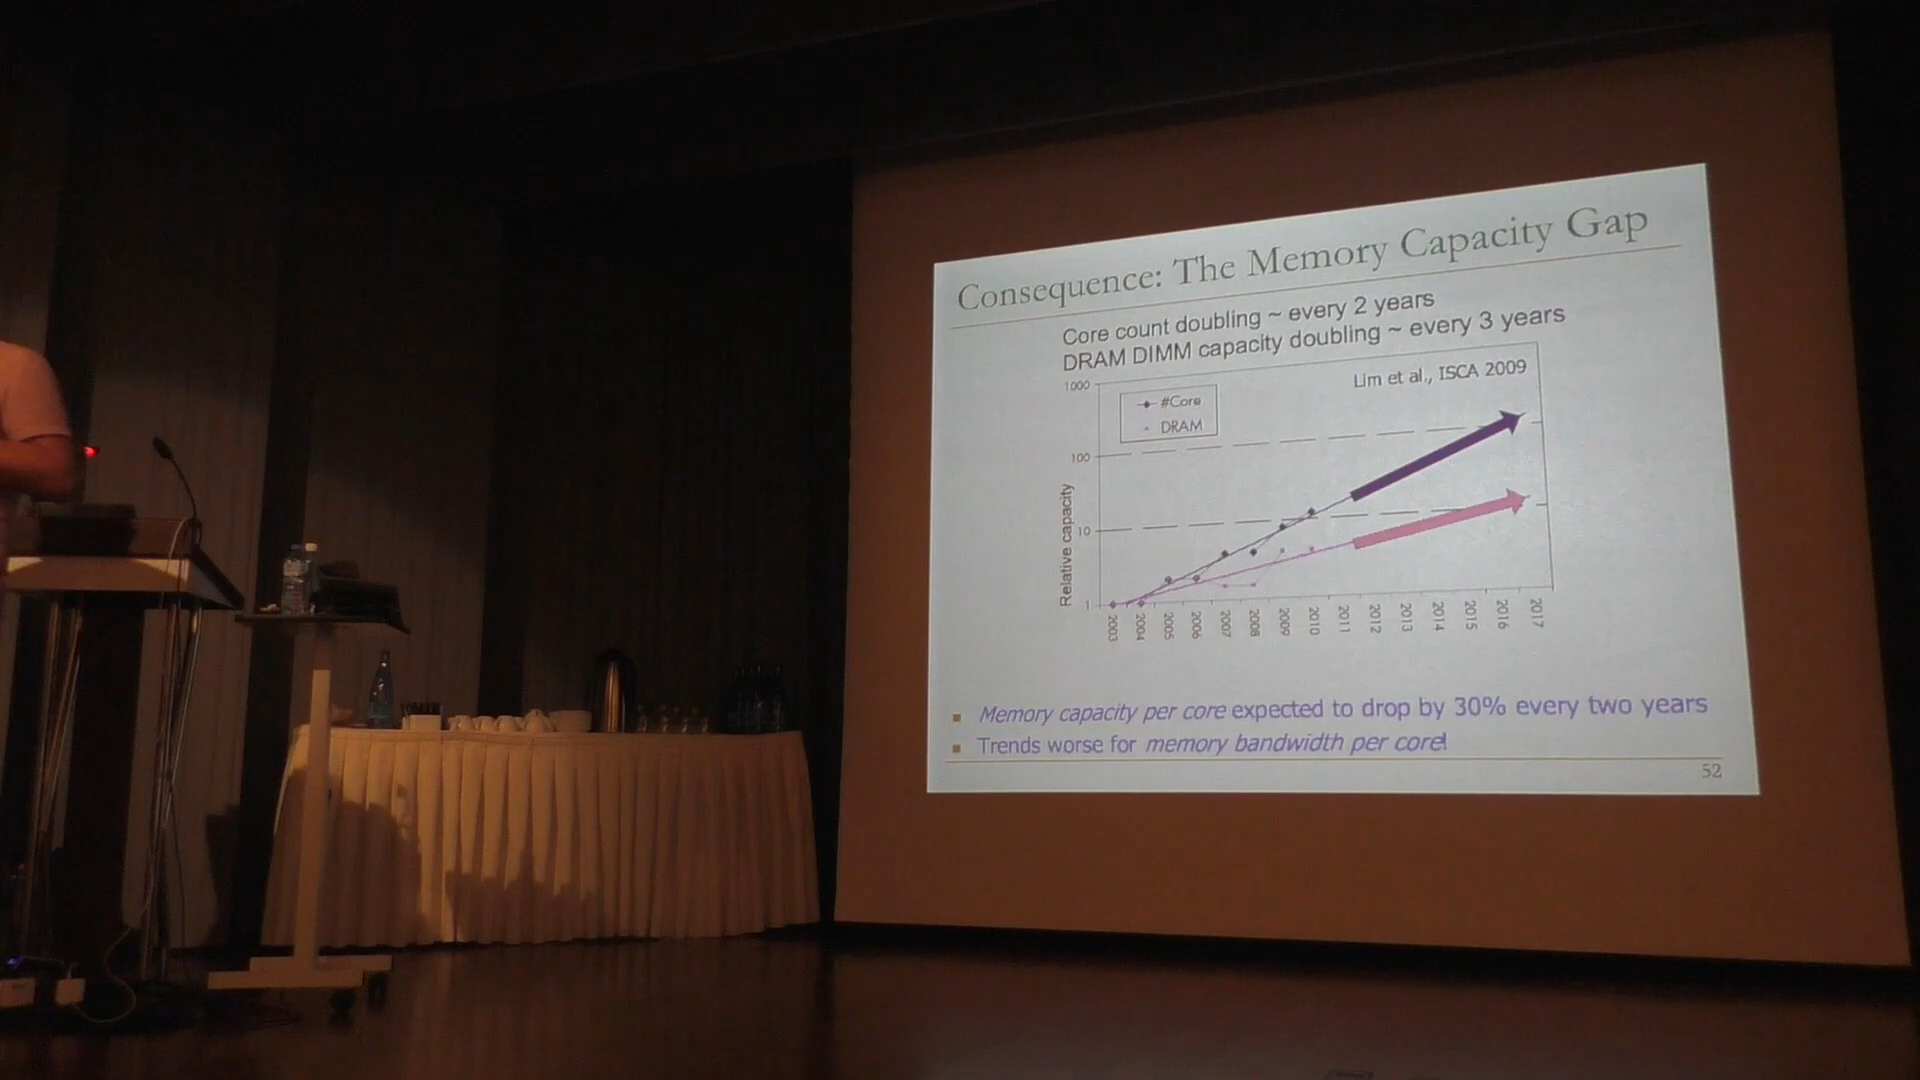 Consequence: The Memory Capacity Gap
Core count doubling ~ every 2 years
DRAM DIMM capacity doubling ~ every 3 years
Lim et al., ISCA 2009
#Core
DRAM
1000
100
10
1
Relative capacity
2003
2004
2005
2006
2007
2008
2009
2010
2011
2012
2013
2014
2015
2016
2017
Memory capacity per core expected to drop by 30% every two years
Trends worse for memory bandwidth per core!
52